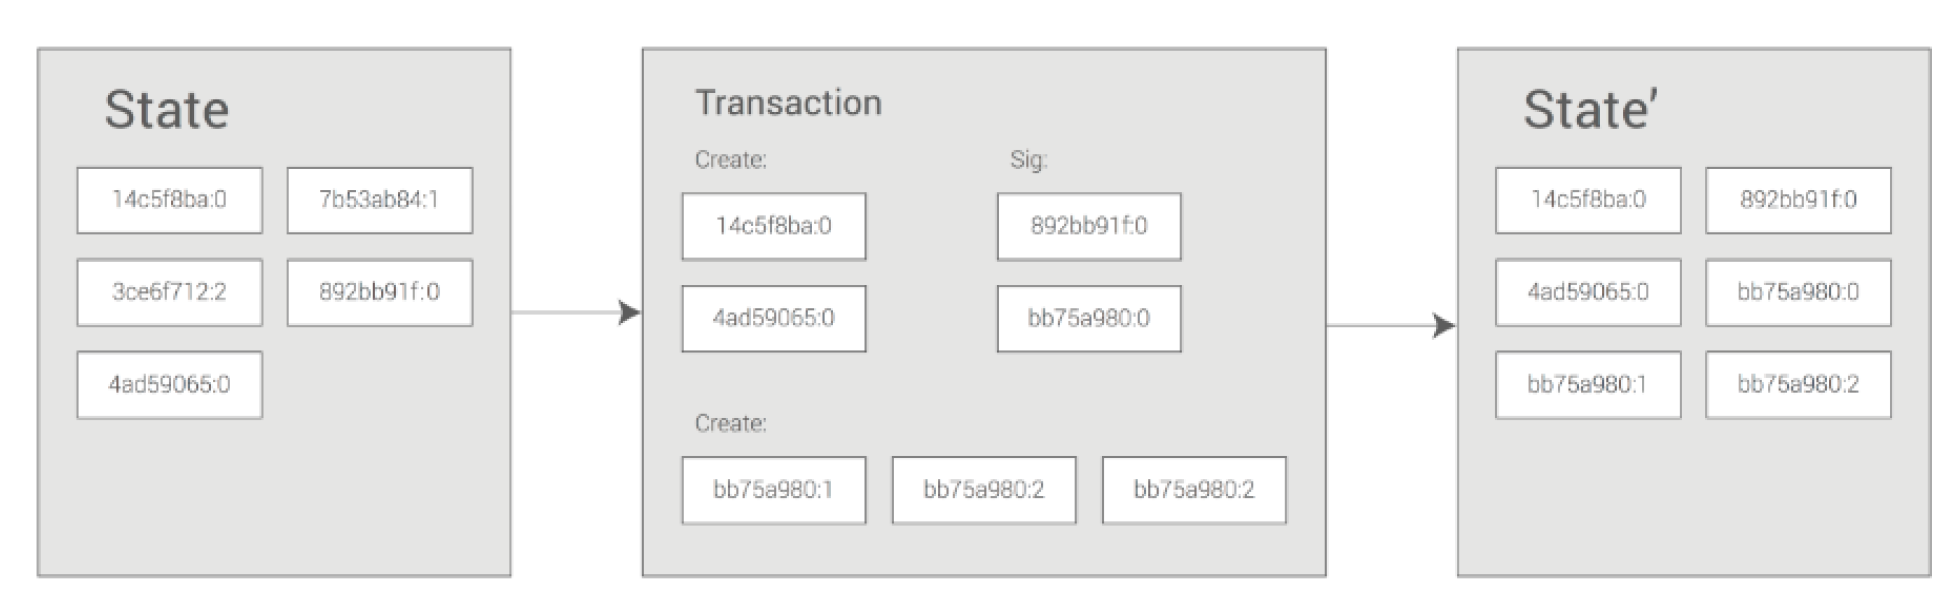 State
14c5f8ba:0 7b53ab84:1
3ce6f712:2 892bb91f:0
4ad59065:0
Transaction
Create: Sig:
14c5f8ba:0 892bb91f:0
4ad59065:0 bb75a980:0
Create:
bb75a980:1 bb75a980:2 bb75a980:2
State’
14c5f8ba:0 892bb91f:0
4ad59065:0 bb75a980:0
bb75a980:1 bb75a980:2